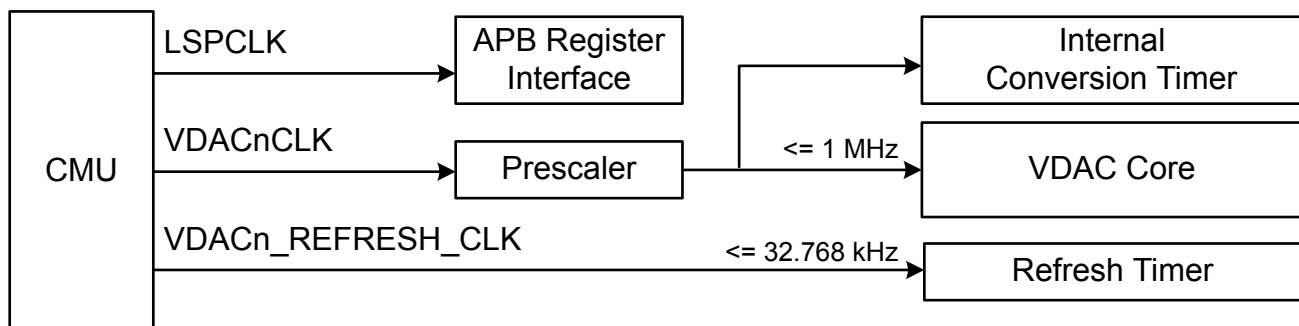 CMU
LSPCLK
APB Register
Interface
Internal
Conversion Timer
VDACnCLK
Prescaler
<= 1 MHz
VDAC Core
VDACn_REFRESH_CLK
<= 32.768 kHz
Refresh Timer